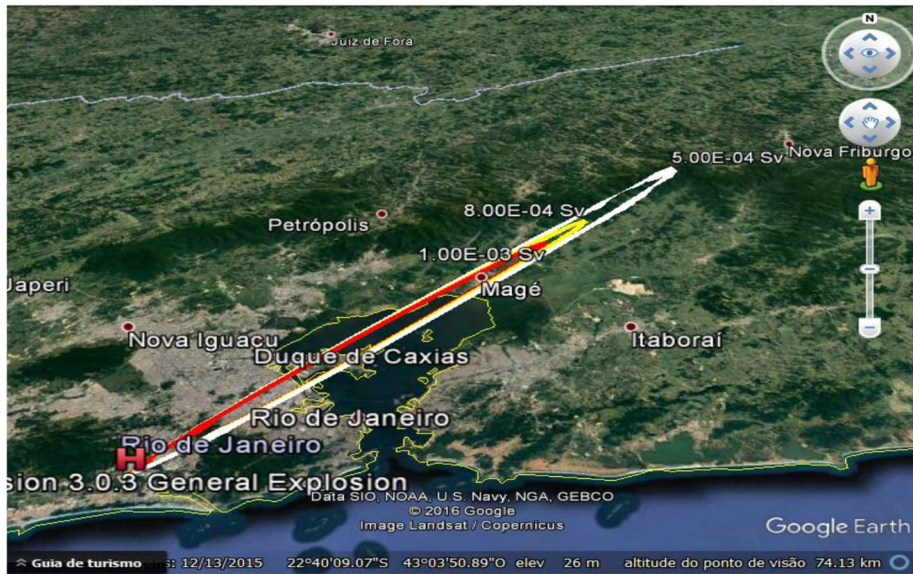 N
Juiz de Fora
5.00E-04 Sv
Nova Friburgo
8.00E-04 Sv
Petrópolis
1.00E-03 Sv
Japeri
Magé
Nova Iguaçu
Itaboraí
Duque de Caxias
Rio de Janeiro
Rio de Janeiro
H
sion 3.0.3 General Explosion
Data SIO, NOAA, U.S. Navy, NGA, GEBCO
© 2016 Google
Image Landsat / Copernicus
Google Earth
Guia de turismo : 12/13/2015 22°40'09.07"S 43°03'50.89"O elev 26 m altitude do ponto de visão 74.13 km